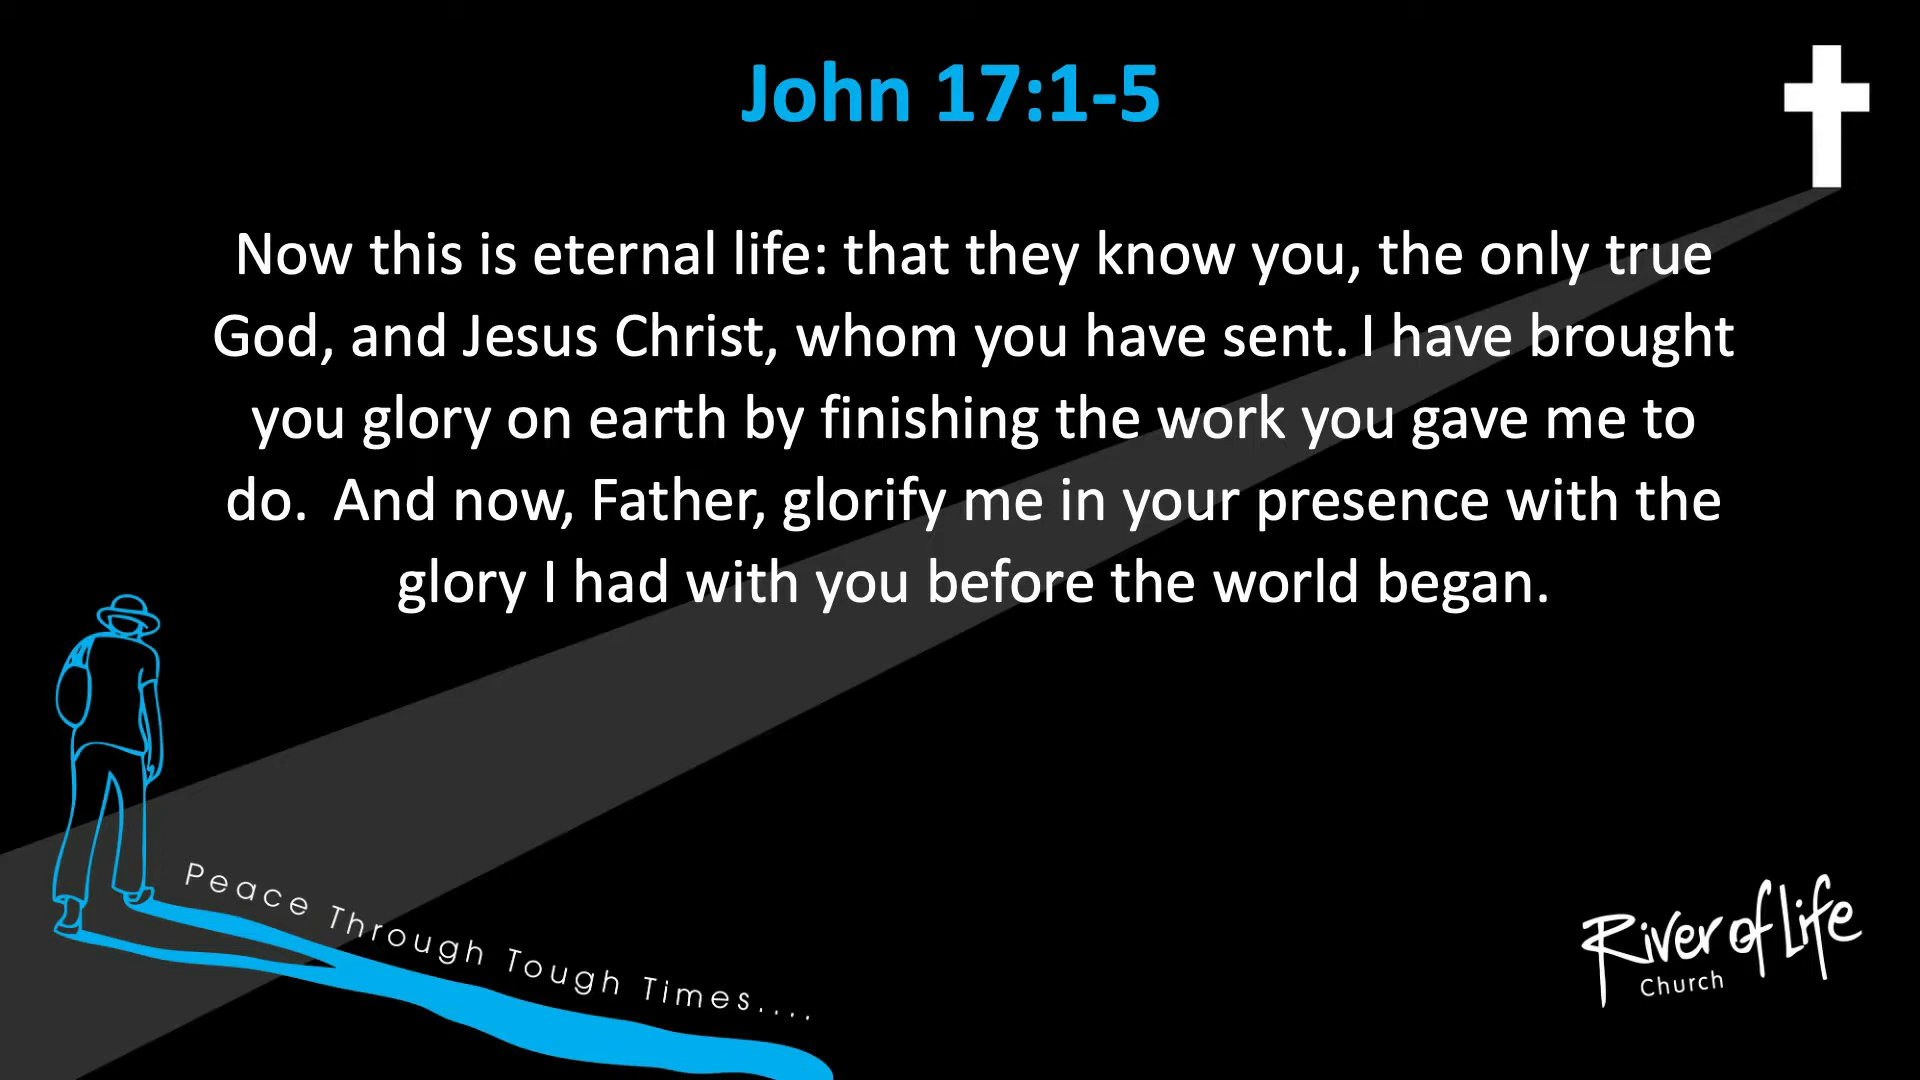 John 17:1-5
Now this is eternal life: that they know you, the only true
God, and Jesus Christ, whom you have sent. I have brought
you glory on earth by finishing the work you gave me to
do.  And now, Father, glorify me in your presence with the
glory I had with you before the world began.
Peace Through Tough Times....
River of Life
Church